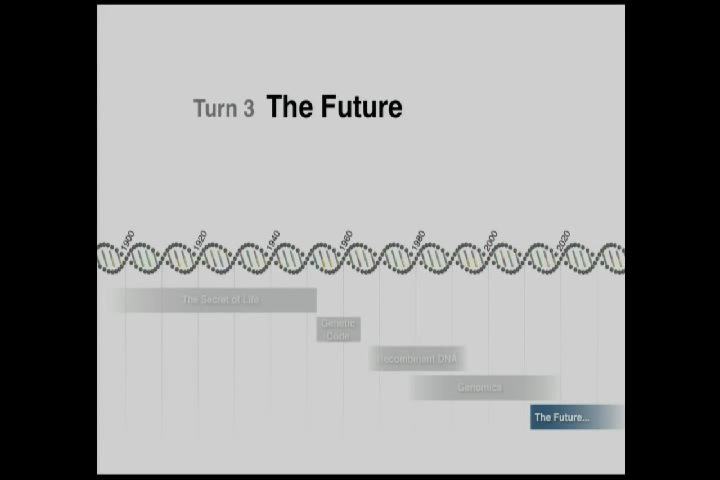 Turn 3 The Future
1900 1920 1940 1960 1980 2000 2020
The Secret of Life
Genetic
Code
Recombinant DNA
Genomics
The Future...